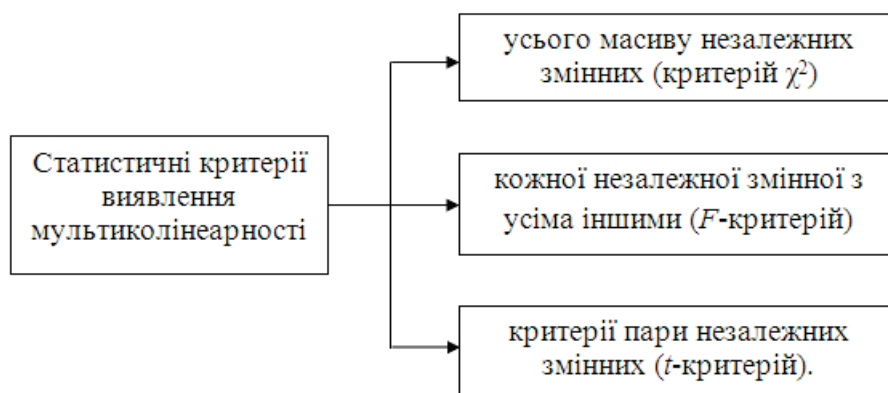 усього масиву незалежних
змінних (критерій χ²)
Статистичні критерії
виявлення
мультиколінеарності
кожної незалежної змінної з
усіма іншими (F-критерій)
критерії пари незалежних
змінних (t-критерій).